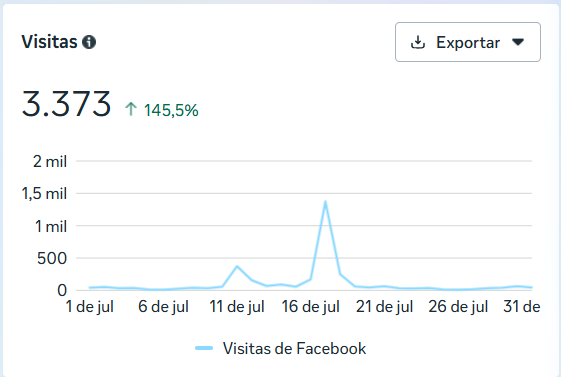 Visitas
Exportar
3.373 ↑ 145,5%
2 mil
1,5 mil
1 mil
500
0
1 de jul 6 de jul 11 de jul 16 de jul 21 de jul 26 de jul 31 de
Visitas de Facebook